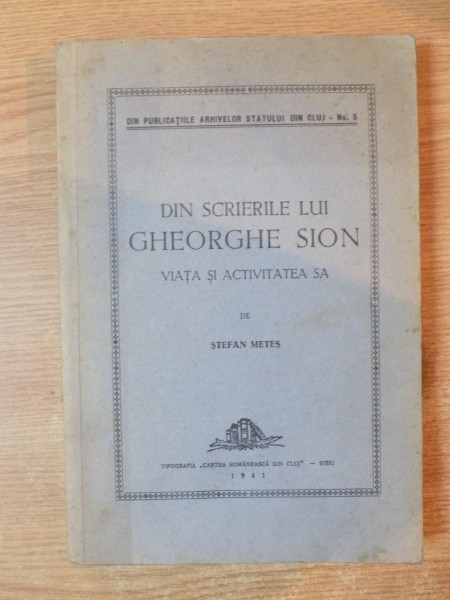 DIN PUBLICAȚIILE ARHIVELOR STATULUI DIN CLUJ - No. 5
DIN SCRIERILE LUI
GHEORGHE SION
VIAȚA ȘI ACTIVITATEA SA
DE
ȘTEFAN METEȘ
TIPOGRAFIA „CARTEA ROMÂNEASCĂ DIN CLUJ" — SIBIU
1941